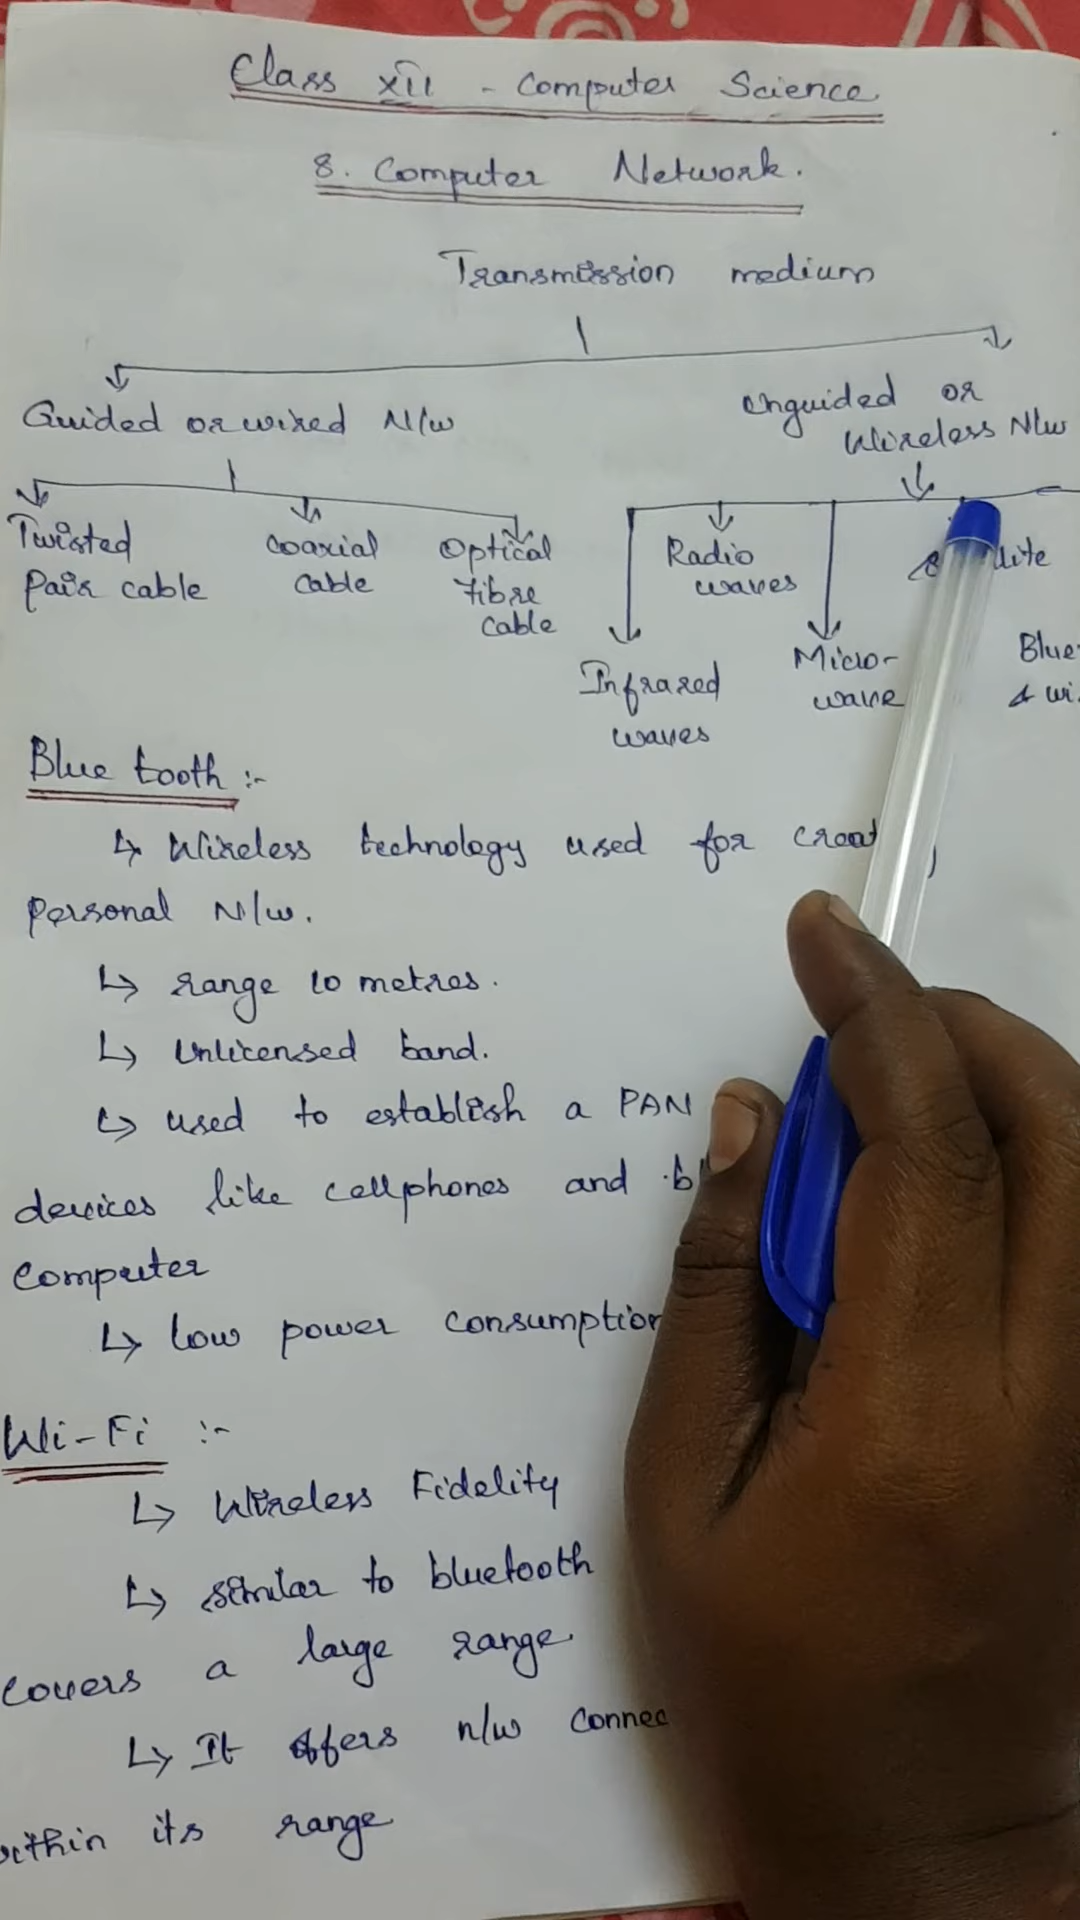 Class XII - Computer Science
8. Computer Network.
Transmission medium
Guided or wired N/w
Unguided or
Wireless N/w
Twisted
Pair cable
Coaxial
Cable
Optical
Fibre
Cable
Radio
waves
Infrared
waves
Micro-
wave
Blue tooth :-
↳ Wireless technology used for
Personal N/w.
↳ range 10 metres.
↳ Unlicensed band.
↳ used to establish a PAN
devices like cellphones and
Computer
↳ low power consumption
Wi-Fi :-
↳ Wireless Fidelity
↳ similar to bluetooth
covers a large range.
↳ It offers n/w
within its range